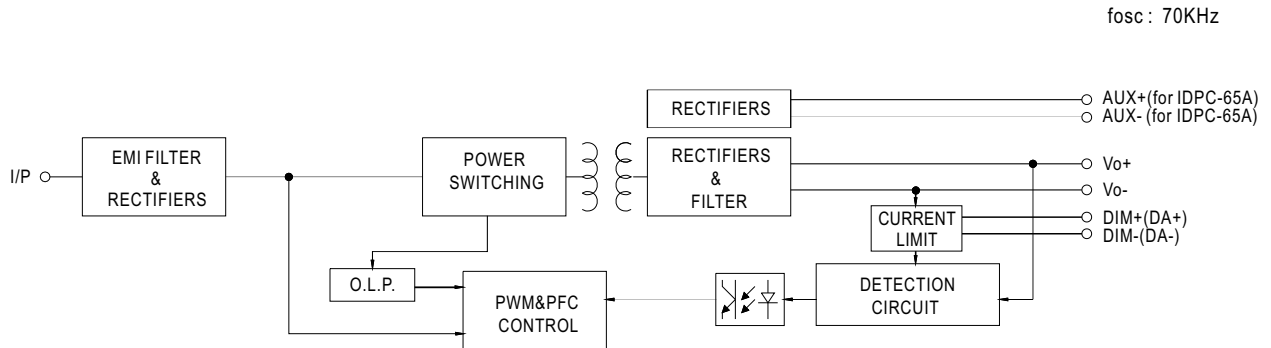 fosc : 70KHz
RECTIFIERS
AUX+(for IDPC-65A)
AUX- (for IDPC-65A)
I/P
EMI FILTER
&
RECTIFIERS
POWER
SWITCHING
RECTIFIERS
&
FILTER
Vo+
Vo-
CURRENT
LIMIT
DIM+(DA+)
DIM-(DA-)
O.L.P.
PWM&PFC
CONTROL
DETECTION
CIRCUIT